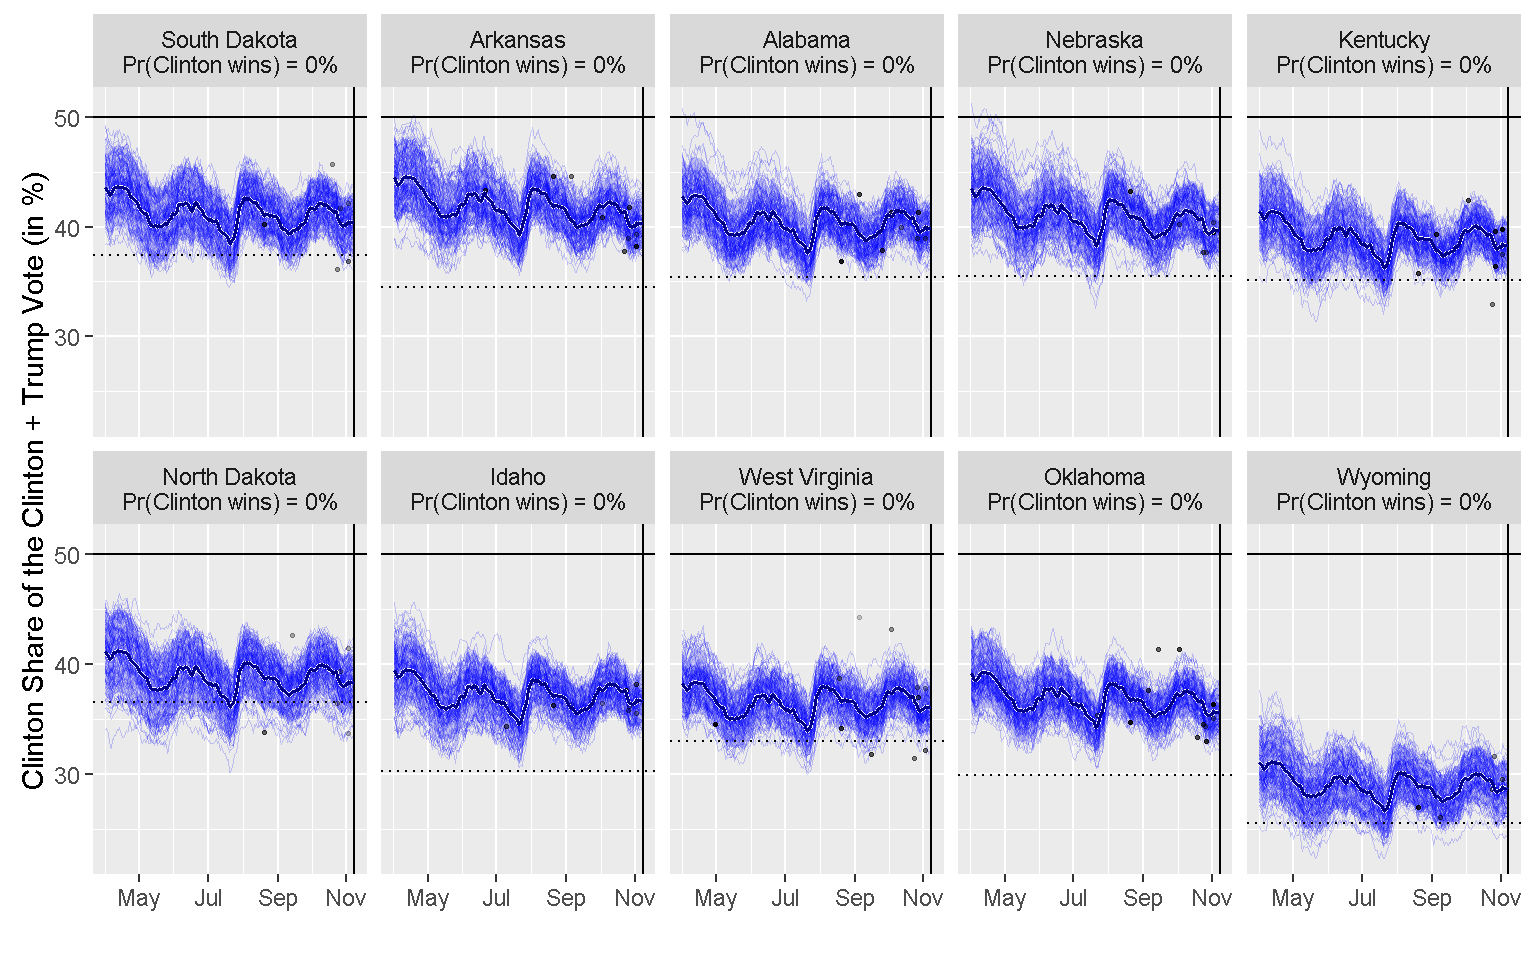 Clinton Share of the Clinton + Trump Vote (in %)
South Dakota
Pr(Clinton wins) = 0%
Arkansas
Pr(Clinton wins) = 0%
Alabama
Pr(Clinton wins) = 0%
Nebraska
Pr(Clinton wins) = 0%
Kentucky
Pr(Clinton wins) = 0%
50
40
30
North Dakota
Pr(Clinton wins) = 0%
Idaho
Pr(Clinton wins) = 0%
West Virginia
Pr(Clinton wins) = 0%
Oklahoma
Pr(Clinton wins) = 0%
Wyoming
Pr(Clinton wins) = 0%
50
40
30
May Jul Sep Nov
May Jul Sep Nov
May Jul Sep Nov
May Jul Sep Nov
May Jul Sep Nov